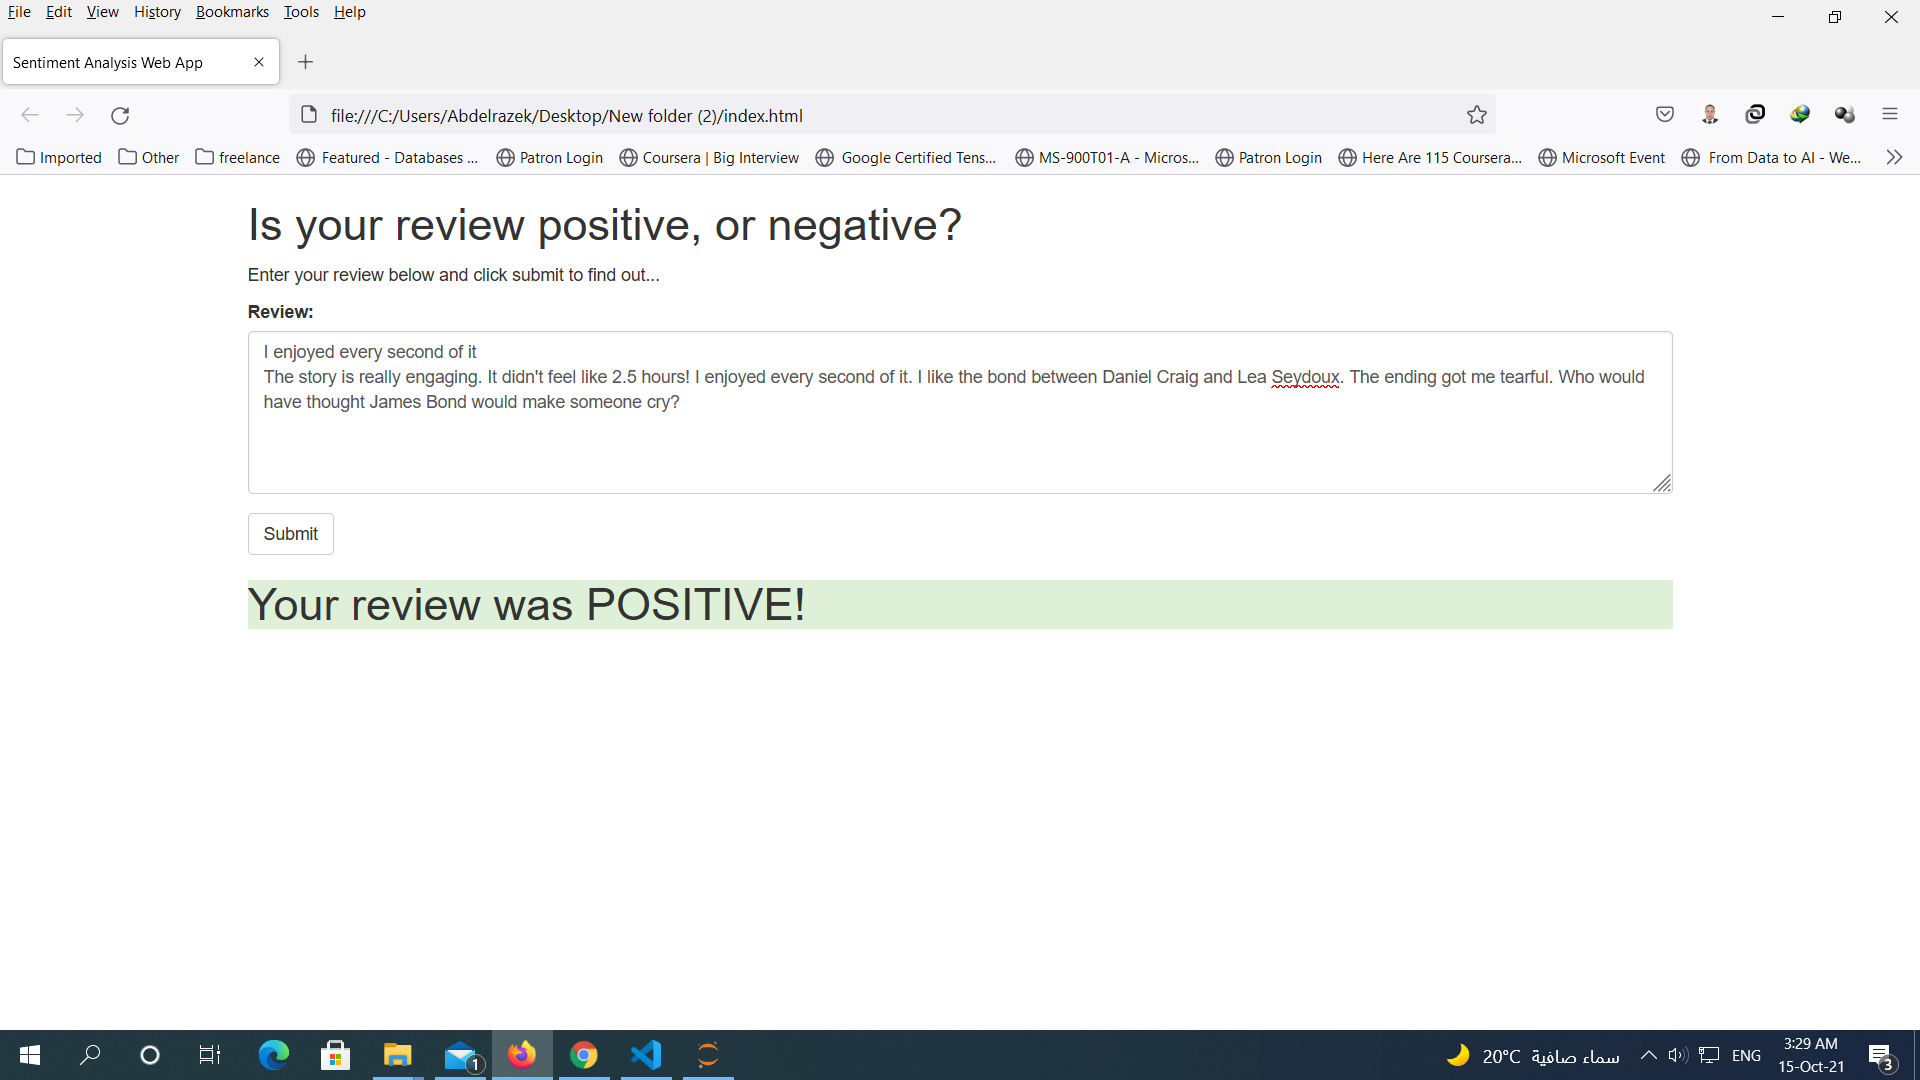 File Edit View History Bookmarks Tools Help
Sentiment Analysis Web App
file:///C:/Users/Abdelrazek/Desktop/New folder (2)/index.html
Imported Other freelance Featured - Databases ... Patron Login Coursera | Big Interview Google Certified Tens... MS-900T01-A - Micros... Patron Login Here Are 115 Coursera... Microsoft Event From Data to AI - We...
Is your review positive, or negative?
Enter your review below and click submit to find out...
Review:
I enjoyed every second of it
The story is really engaging. It didn't feel like 2.5 hours! I enjoyed every second of it. I like the bond between Daniel Craig and Lea Seydoux. The ending got me tearful. Who would
have thought James Bond would make someone cry?
Submit
Your review was POSITIVE!
1
20°C سماء صافية
ENG
3:29 AM
15-Oct-21
3